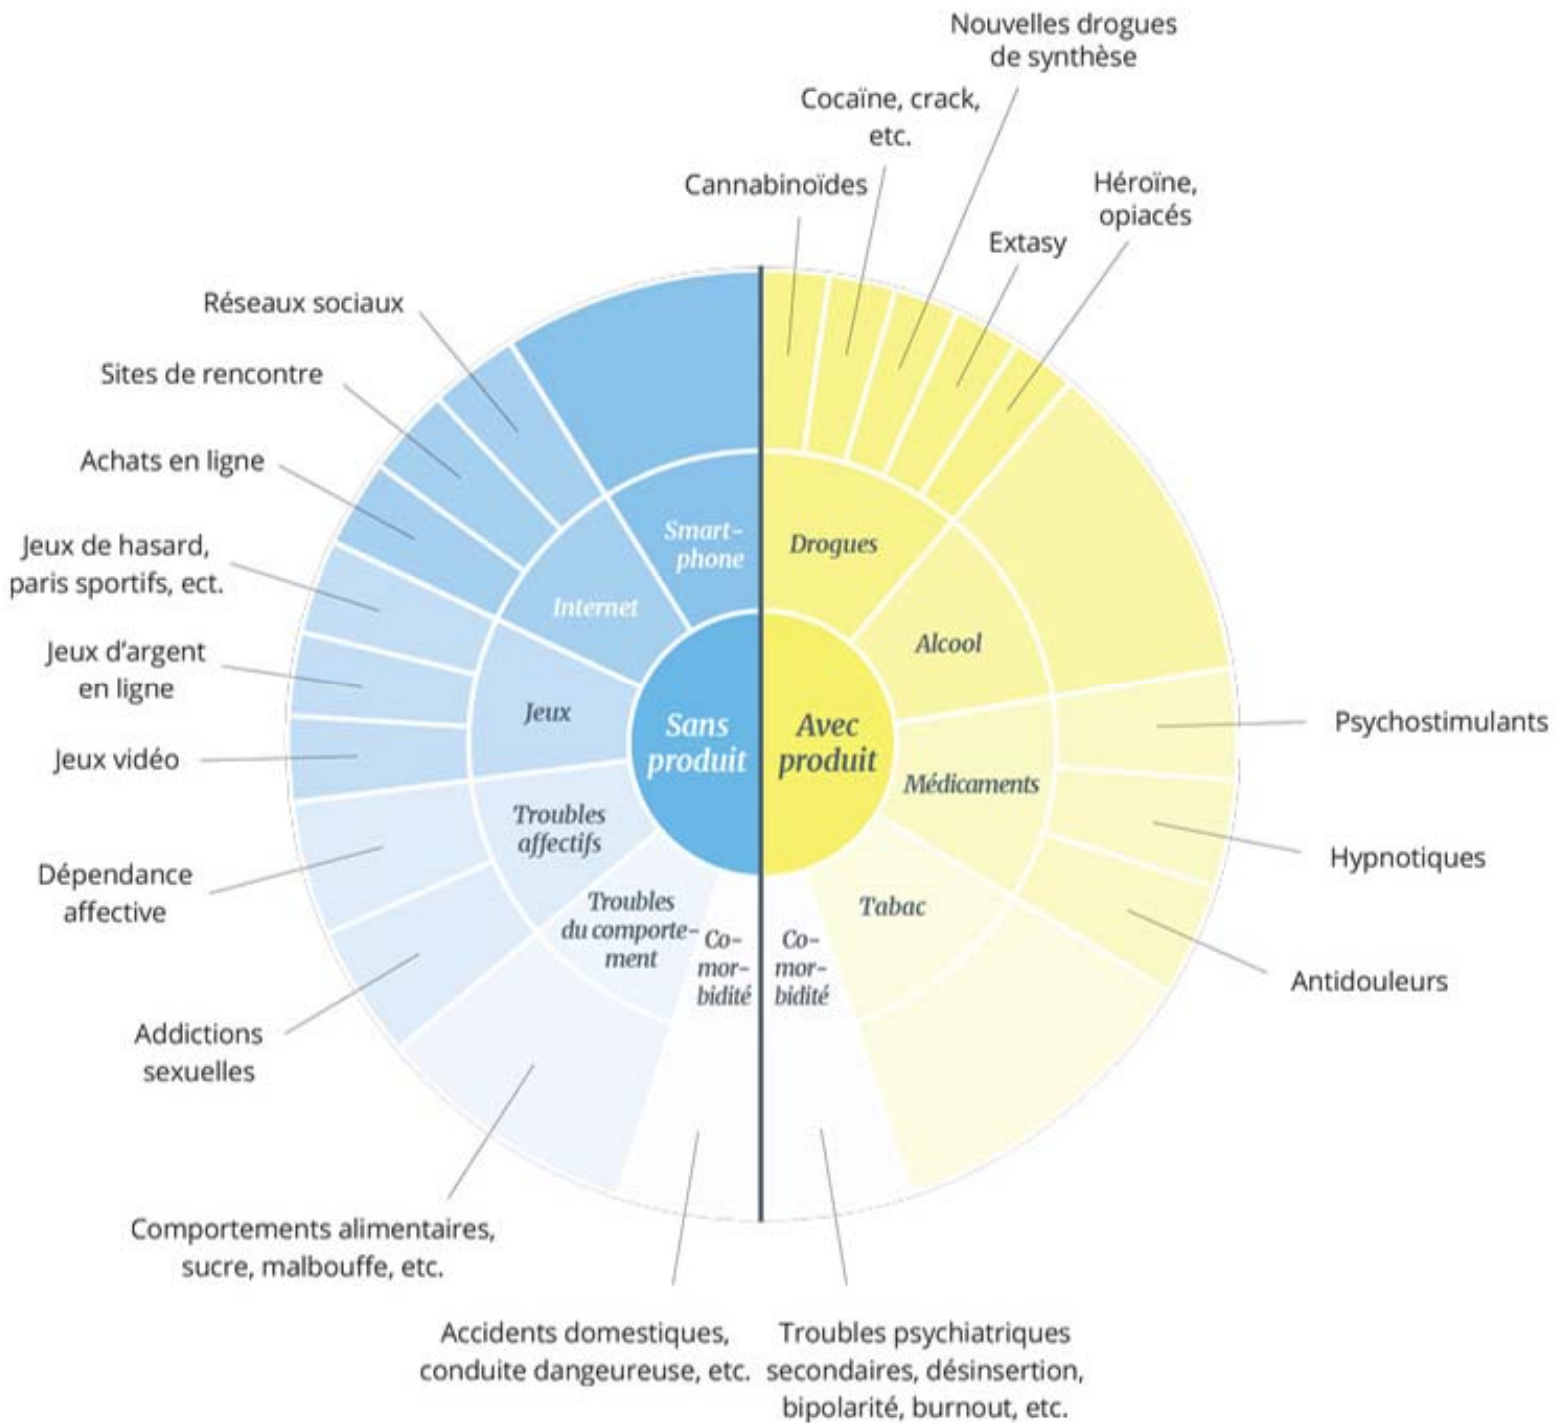 Nouvelles drogues
de synthèse
Cocaïne, crack,
etc.
Cannabinoïdes
Héroïne,
opiacés
Extasy
Réseaux sociaux
Sites de rencontre
Achats en ligne
Jeux de hasard,
paris sportifs, ect.
Jeux d’argent
en ligne
Jeux vidéo
Dépendance
affective
Addictions
sexuelles
Comportements alimentaires,
sucre, malbouffe, etc.
Accidents domestiques,
conduite dangeureuse, etc.
Troubles psychiatriques
secondaires, désinsertion,
bipolarité, burnout, etc.
Psychostimulants
Hypnotiques
Antidouleurs
Smart-
phone
Internet
Jeux
Troubles
affectifs
Troubles
du comporte-
ment
Co-
mor-
bidité
Sans
produit
Avec
produit
Drogues
Alcool
Médicaments
Tabac
Co-
mor-
bidité